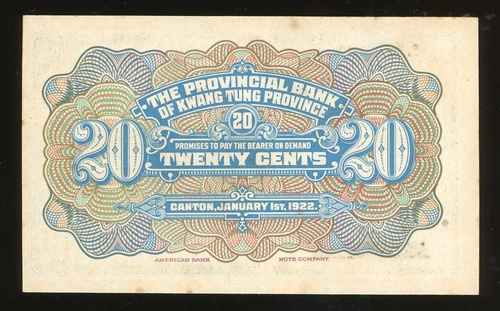 THE PROVINCIAL BANK
OF KWANG TUNG PROVINCE
20
PROMISES TO PAY THE BEARER ON DEMAND
20 TWENTY CENTS 20
CANTON, JANUARY 1ST, 1922.
AMERICAN BANK NOTE COMPANY